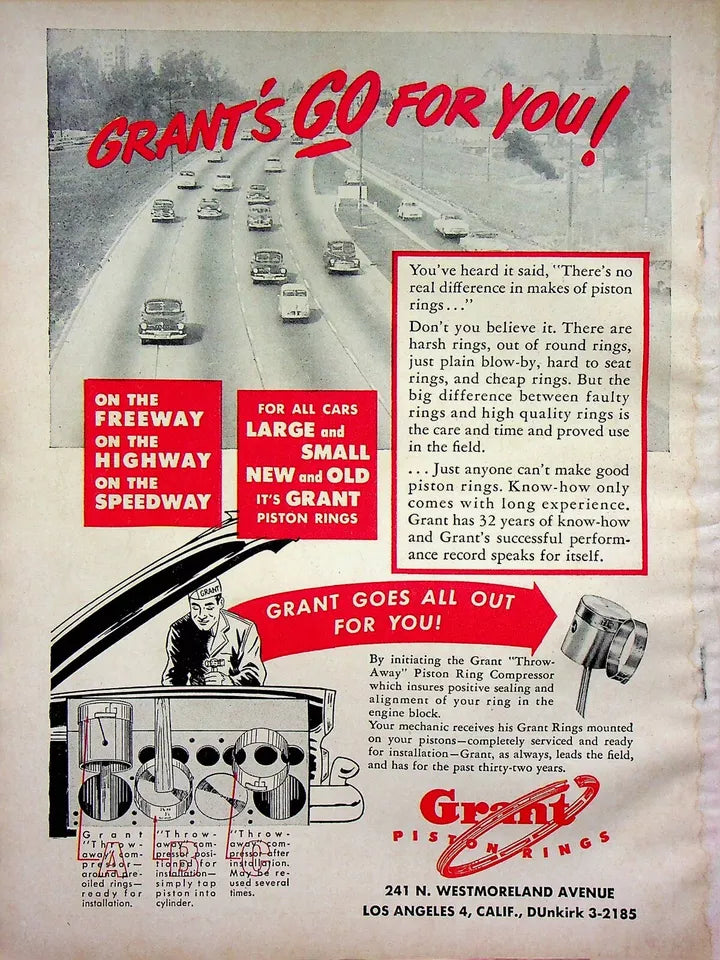 GRANT'S GO FOR YOU!
You've heard it said, "There's no
real difference in makes of piston
rings..."
Don't you believe it. There are
harsh rings, out of round rings,
just plain blow-by, hard to seat
rings, and cheap rings. But the
big difference between faulty
rings and high quality rings is
the care and time and proved use
in the field.
... Just anyone can't make good
piston rings. Know-how only
comes with long experience.
Grant has 32 years of know-how
and Grant's successful perform-
ance record speaks for itself.
ON THE
FREEWAY
ON THE
HIGHWAY
ON THE
SPEEDWAY
FOR ALL CARS
LARGE and
SMALL
NEW and OLD
IT'S GRANT
PISTON RINGS
GRANT
GRANT GOES ALL OUT
FOR YOU!
By initiating the Grant "Throw-
Away" Piston Ring Compressor
which insures positive sealing and
alignment of your ring in the
engine block.
Your mechanic receives his Grant Rings mounted
on your pistons—completely serviced and ready
for installation—Grant, as always, leads the field,
and has for the past thirty-two years.
A
Grant
"Throw-
away" com-
pressor—
around pre-
oiled rings—
ready for
installation.
B
"Throw-
away" com-
pressor posi-
tioned for
installation—
simply tap
piston into
cylinder.
C
"Throw-
away" com-
pressor after
installation.
May be re-
used several
times.
Grant
PISTON RINGS
241 N. WESTMORELAND AVENUE
LOS ANGELES 4, CALIF., DUnkirk 3-2185